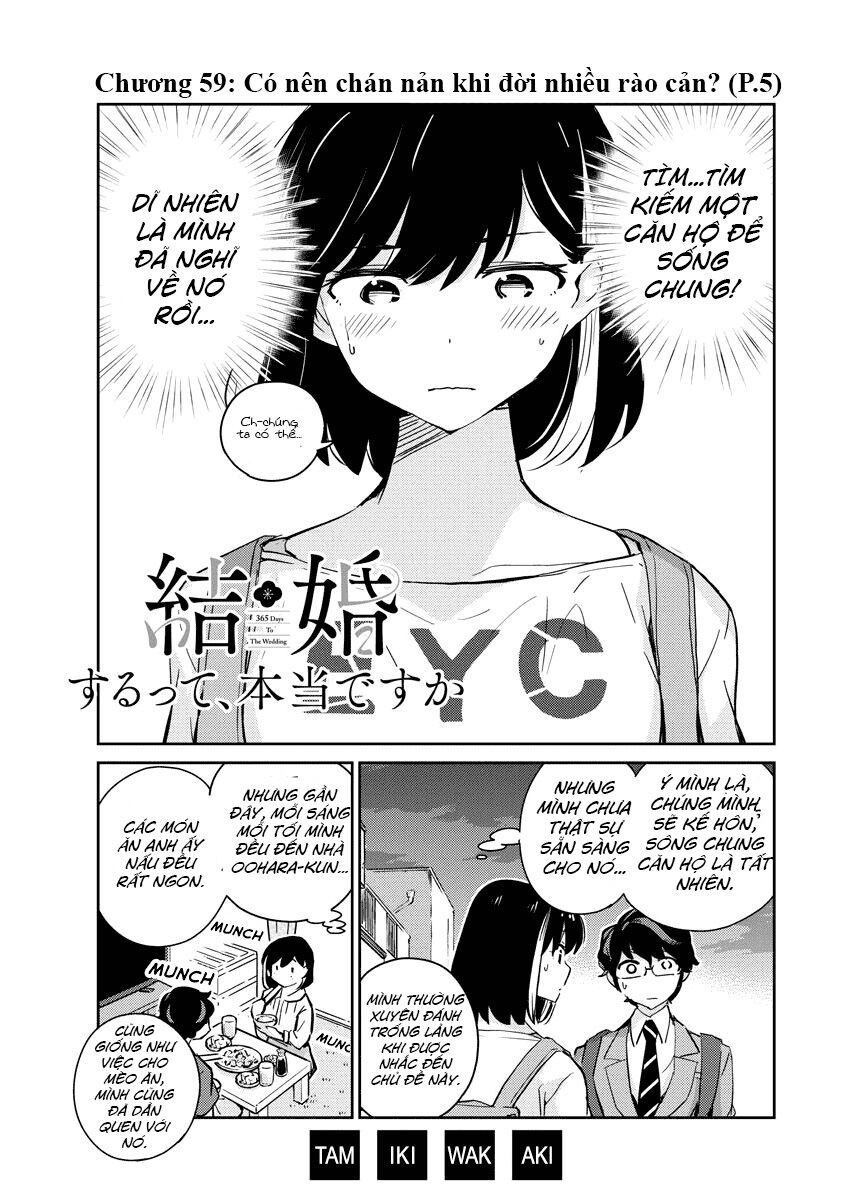 Chương 59: Có nên chán nản khi đời nhiều rào cản? (P.5)
TÌM...TÌM
KIẾM MỘT
CĂN HỘ ĐỂ
SỐNG
CHUNG!
DĨ NHIÊN
LÀ MÌNH
ĐÃ NGHĨ
VỀ NÓ
RỒI...
Ch-chúng
ta có thể...
NYC
結婚
365 Days
To
The Wedding
するって、本当ですか
Ý MÌNH LÀ,
CHÚNG MÌNH
SẼ KẾ HÔN,
SỐNG CHUNG
CĂN HỘ LÀ TẤT
NHIÊN.
NHƯNG
MÌNH CHƯA
THẬT SỰ
SẴN SÀNG
CHO NÓ...
MÌNH THƯỜNG
XUYÊN ĐÁNH
TRỐNG LẢNG
KHI ĐƯỢC
NHẮC ĐẾN
CHỦ ĐỀ NÀY.
NHƯNG GẦN
ĐÂY, MỖI SÁNG
MỖI TỐI MÌNH
ĐỀU ĐẾN NHÀ
OOHARA-KUN...
CÁC MÓN
ĂN ANH ẤY
NẤU ĐỀU
RẤT NGON.
MUNCH
MUNCH
MUNCH
CŨNG
GIỐNG NHƯ
VIỆC CHO
MÈO ĂN,
MÌNH CŨNG
ĐÃ DẦN
QUEN VỚI
NÓ.
TAM IKI WAK AKI